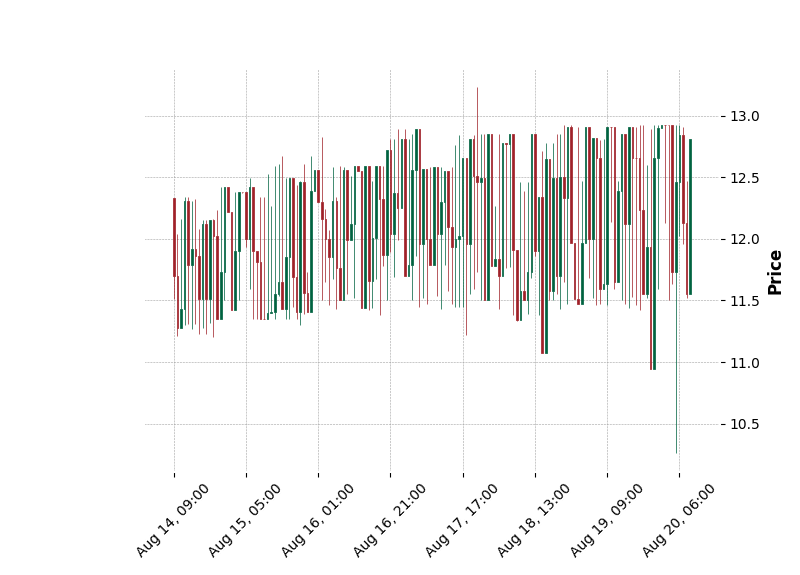 13.0
12.5
12.0
11.5
11.0
10.5
Price
Aug 14, 09:00
Aug 15, 05:00
Aug 16, 01:00
Aug 16, 21:00
Aug 17, 17:00
Aug 18, 13:00
Aug 19, 09:00
Aug 20, 06:00